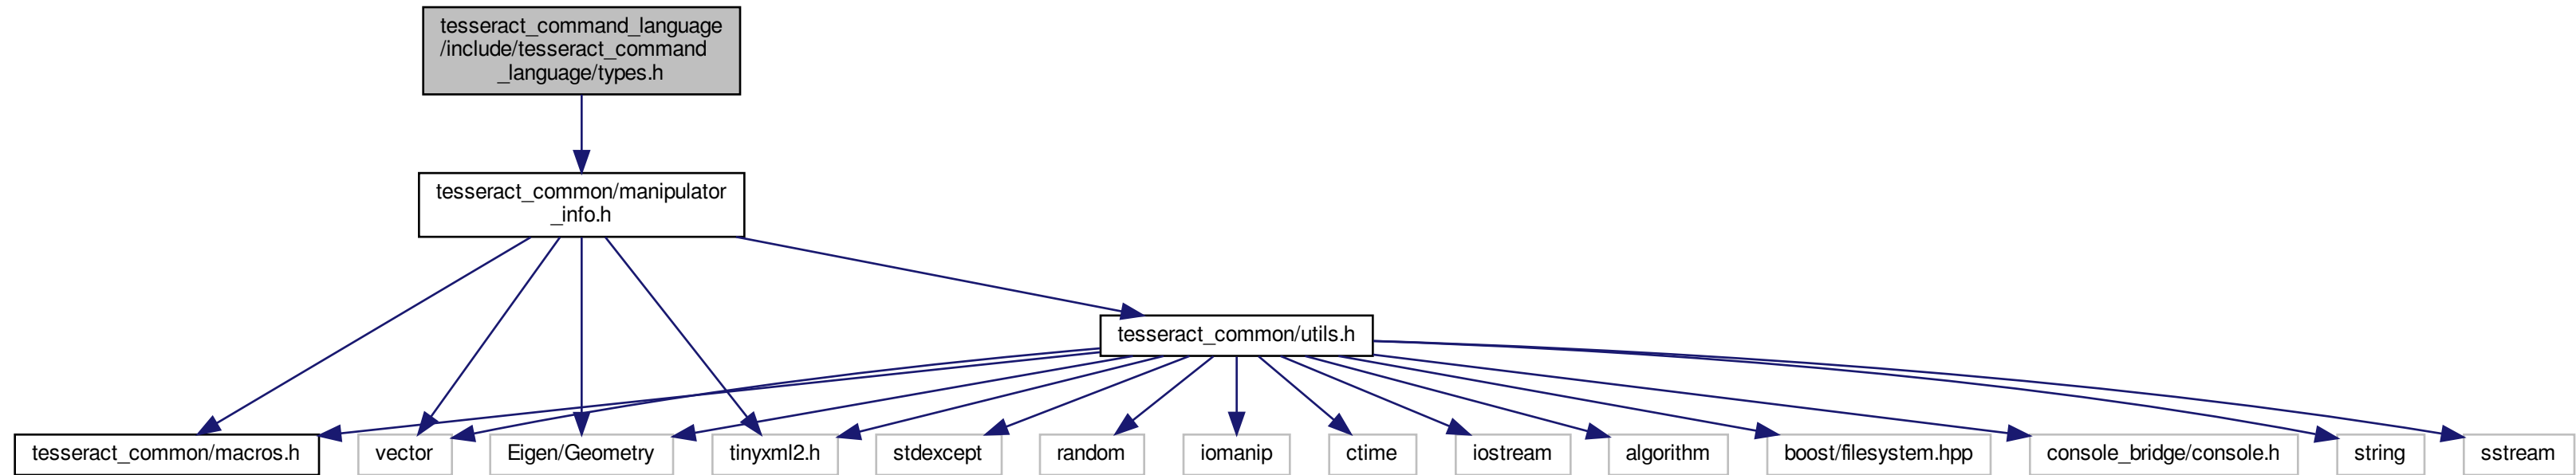 tesseract_command_language
/include/tesseract_command
_language/types.h
tesseract_common/manipulator
_info.h
tesseract_common/utils.h
tesseract_common/macros.h
vector
Eigen/Geometry
tinyxml2.h
stdexcept
random
iomanip
ctime
iostream
algorithm
boost/filesystem.hpp
console_bridge/console.h
string
sstream